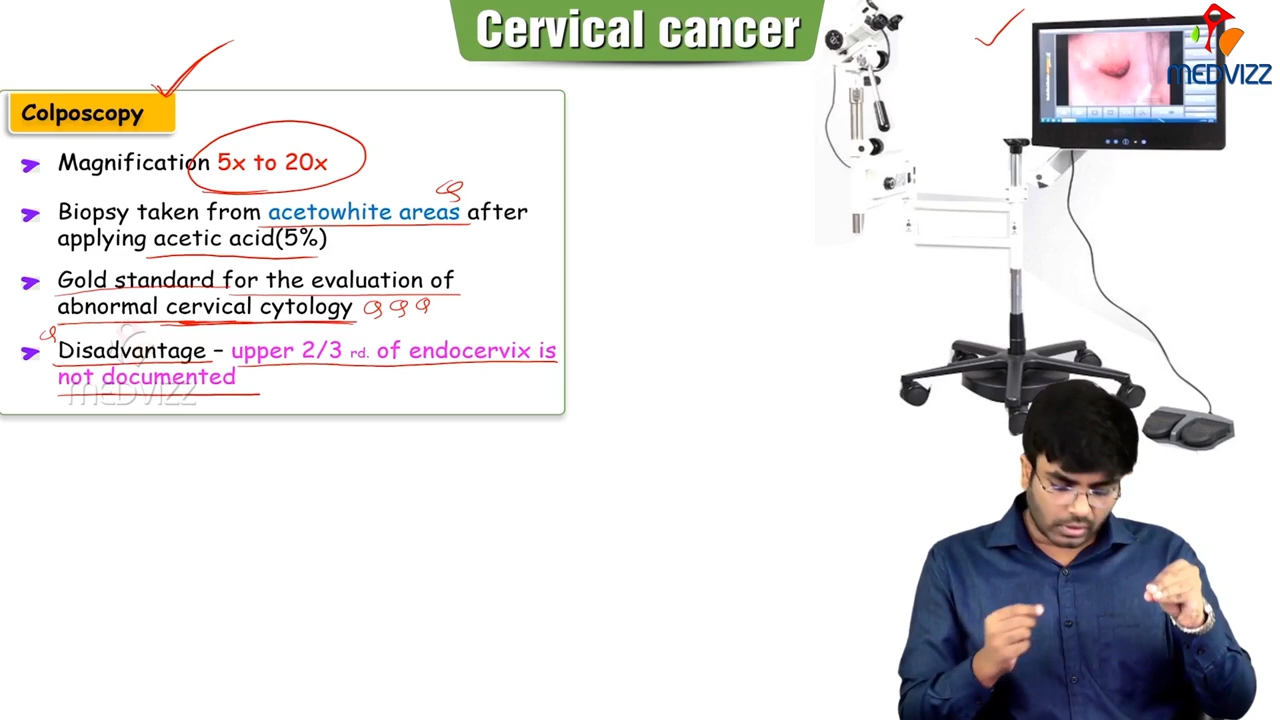 Cervical cancer
MEDVIZZ
Colposcopy
Magnification 5x to 20x
Biopsy taken from acetowhite areas after
applying acetic acid(5%)
Gold standard for the evaluation of
abnormal cervical cytology
Disadvantage – upper 2/3 rd. of endocervix is
not documented
MEDVIZZ